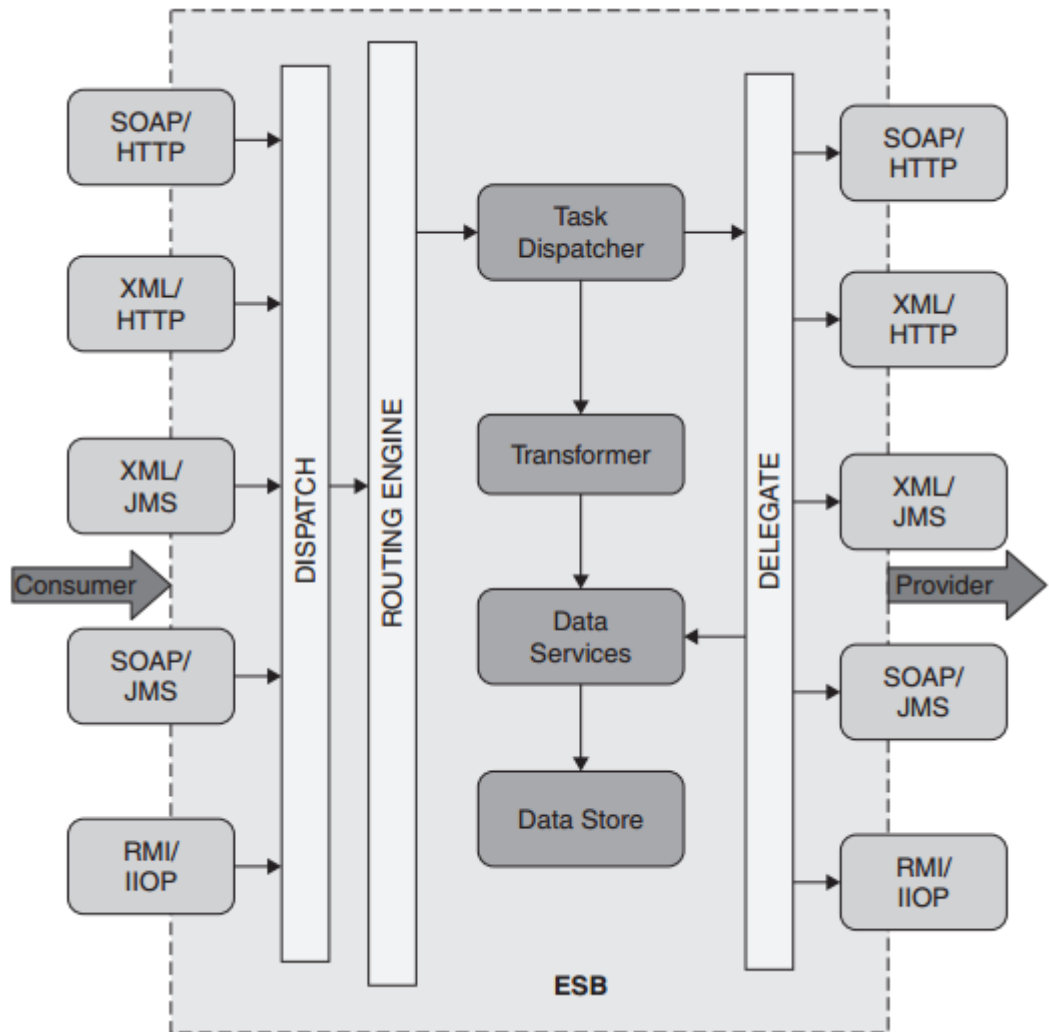 SOAP/
HTTP
XML/
HTTP
XML/
JMS
Consumer
SOAP/
JMS
RMI/
IIOP
DISPATCH
ROUTING ENGINE
Task
Dispatcher
Transformer
Data
Services
Data Store
ESB
DELEGATE
SOAP/
HTTP
XML/
HTTP
XML/
JMS
Provider
SOAP/
JMS
RMI/
IIOP